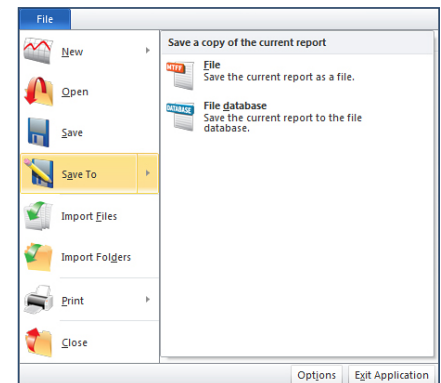 File
New
Open
Save
Save To
Import Files
Import Folders
Print
Close
Save a copy of the current report
MTFF
File
Save the current report as a file.
DATABASE
File database
Save the current report to the file
database.
Options
Exit Application